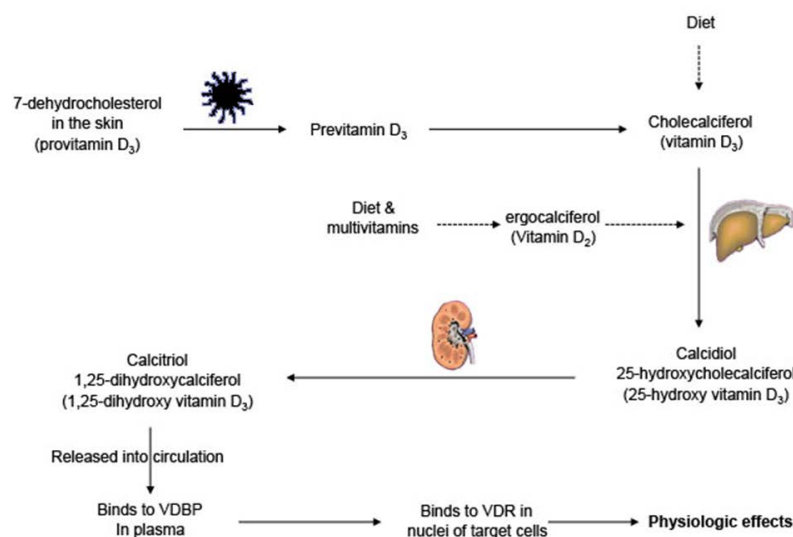 Diet
7-dehydrocholesterol
in the skin
(provitamin D₃)
Previtamin D₃
Cholecalciferol
(vitamin D₃)
Diet &
multivitamins
ergocalciferol
(Vitamin D₂)
Calcitriol
1,25-dihydroxycalciferol
(1,25-dihydroxy vitamin D₃)
Calcidiol
25-hydroxycholecalciferol
(25-hydroxy vitamin D₃)
Released into circulation
Binds to VDBP
In plasma
Binds to VDR in
nuclei of target cells
Physiologic effects